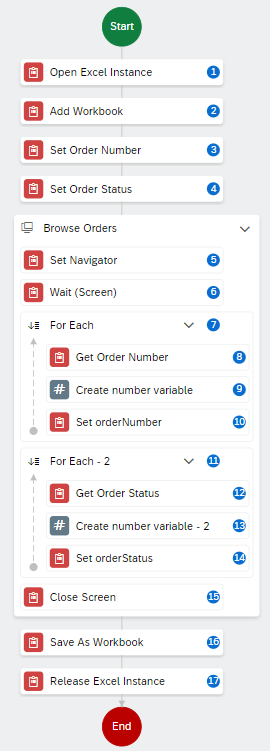 Start
Open Excel Instance 1
Add Workbook 2
Set Order Number 3
Set Order Status 4
Browse Orders
Set Navigator 5
Wait (Screen) 6
For Each 7
Get Order Number 8
# Create number variable 9
Set orderNumber 10
For Each - 2 11
Get Order Status 12
# Create number variable - 2 13
Set orderStatus 14
Close Screen 15
Save As Workbook 16
Release Excel Instance 17
End